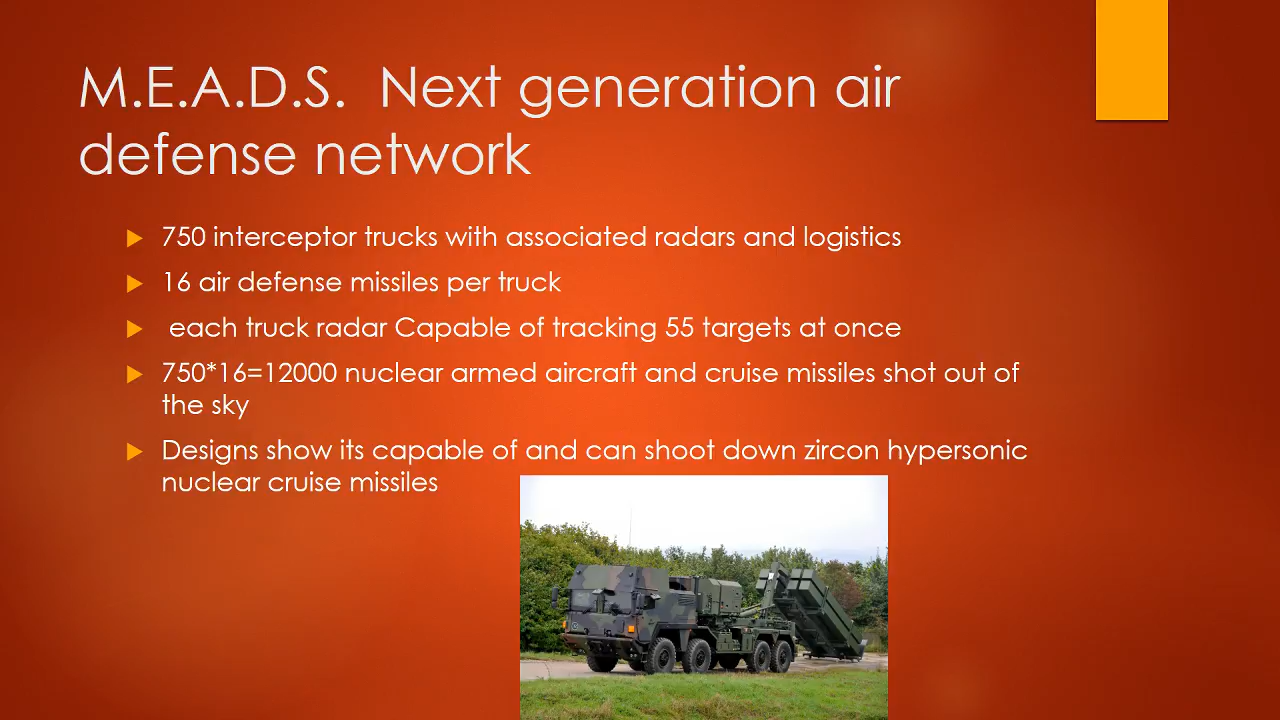 M.E.A.D.S. Next generation air
defense network
750 interceptor trucks with associated radars and logistics
16 air defense missiles per truck
each truck radar Capable of tracking 55 targets at once
750*16=12000 nuclear armed aircraft and cruise missiles shot out of
the sky
Designs show its capable of and can shoot down zircon hypersonic
nuclear cruise missiles